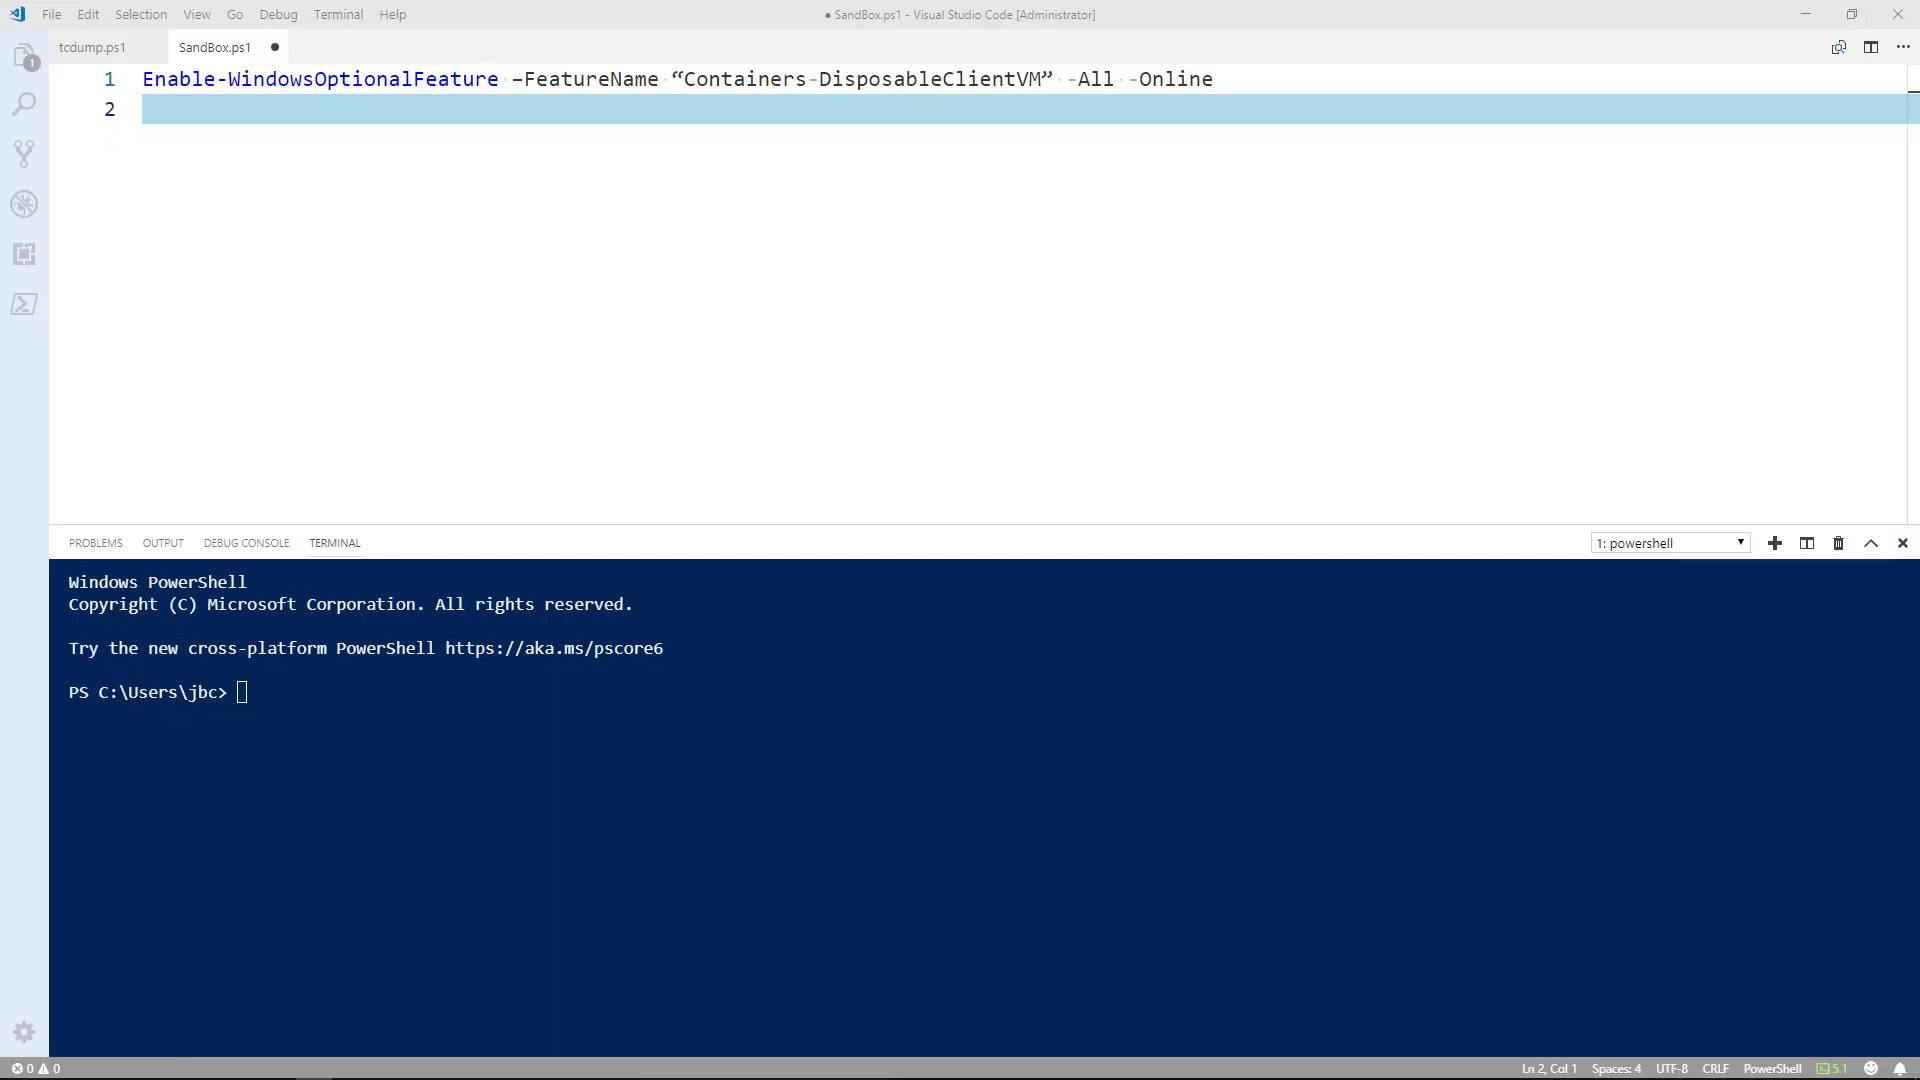 File Edit Selection View Go Debug Terminal Help
● SandBox.ps1 - Visual Studio Code [Administrator]
tcdump.ps1 SandBox.ps1 ●
1
1 Enable-WindowsOptionalFeature –FeatureName “Containers-DisposableClientVM” -All -Online
2
PROBLEMS OUTPUT DEBUG CONSOLE TERMINAL 1: powershell
Windows PowerShell
Copyright (C) Microsoft Corporation. All rights reserved.
Try the new cross-platform PowerShell https://aka.ms/pscore6
PS C:\Users\jbc>
0 0 Ln 2, Col 1 Spaces: 4 UTF-8 CRLF PowerShell 5.1